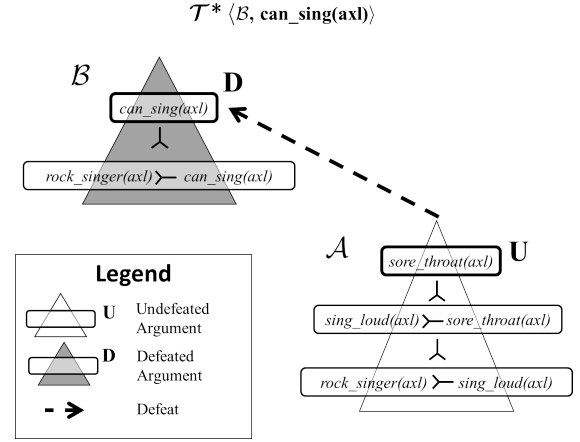 𝒯* ⟨ℬ, can_sing(axl)⟩
ℬ
D
can_sing(axl)
rock_singer(axl) ⤙ can_sing(axl)
𝒜
U
sore_throat(axl)
sing_loud(axl) ⤙ sore_throat(axl)
rock_singer(axl) ⤙ sing_loud(axl)
Legend
U Undefeated
Argument
D Defeated
Argument
Defeat